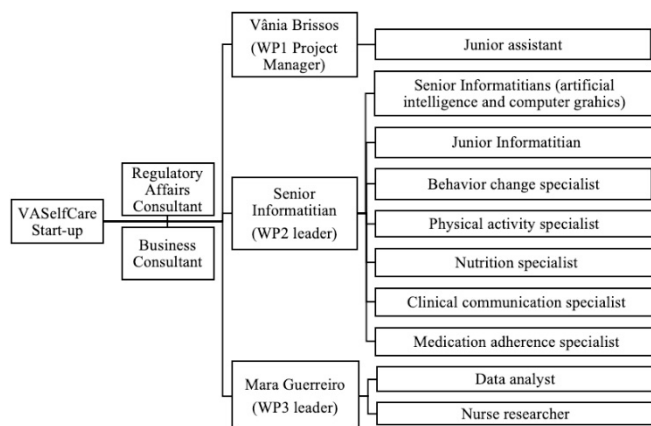 VASelfCare
Start-up
Regulatory
Affairs
Consultant
Business
Consultant
Vânia Brissos
(WP1 Project
Manager)
Junior assistant
Senior
Informatitian
(WP2 leader)
Senior Informatitians (artificial
intelligence and computer grahics)
Junior Informatitian
Behavior change specialist
Physical activity specialist
Nutrition specialist
Clinical communication specialist
Medication adherence specialist
Mara Guerreiro
(WP3 leader)
Data analyst
Nurse researcher